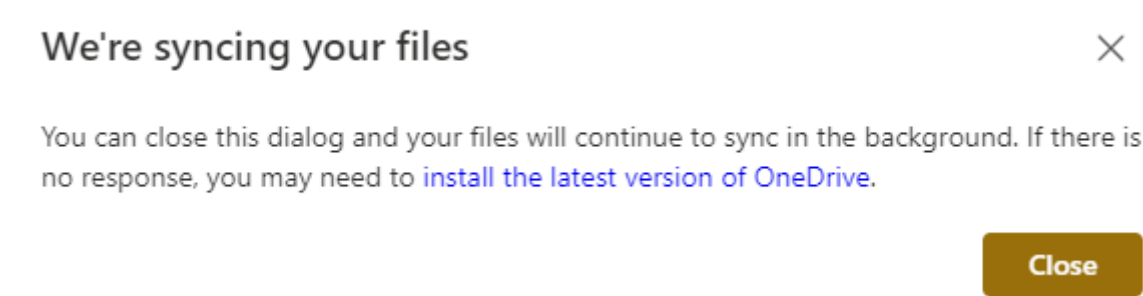 We're syncing your files
You can close this dialog and your files will continue to sync in the background. If there is
no response, you may need to install the latest version of OneDrive.
Close